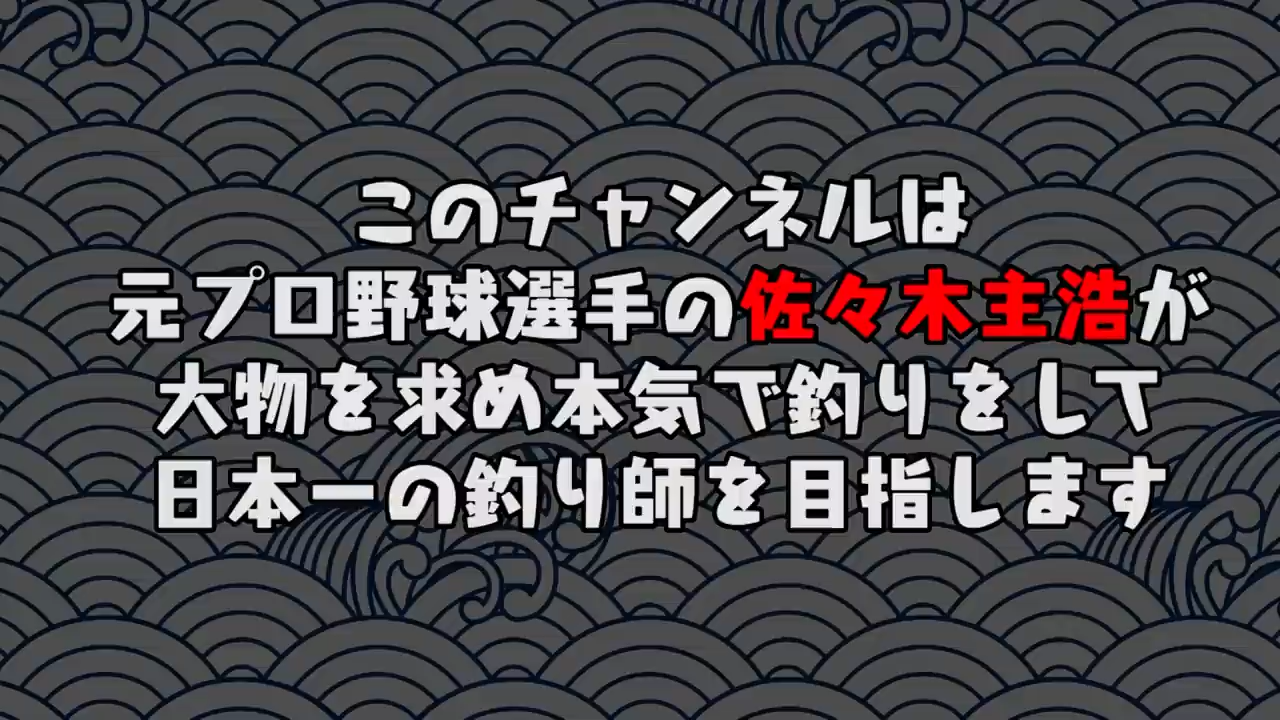 このチャンネルは
元プロ野球選手の佐々木主浩が
大物を求め本気で釣りをして
日本一の釣り師を目指します